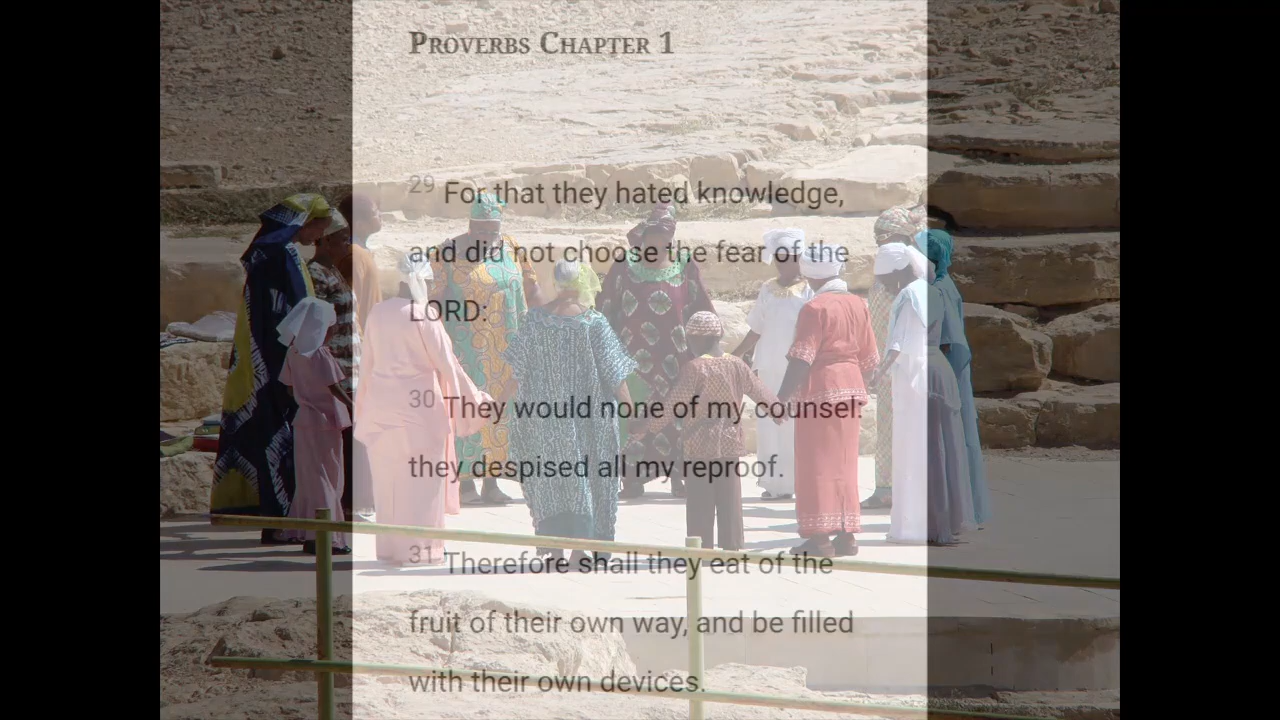 Proverbs Chapter 1
29 For that they hated knowledge,
and did not choose the fear of the
LORD:
30 They would none of my counsel:
they despised all my reproof.
31 Therefore shall they eat of the
fruit of their own way, and be filled
with their own devices.